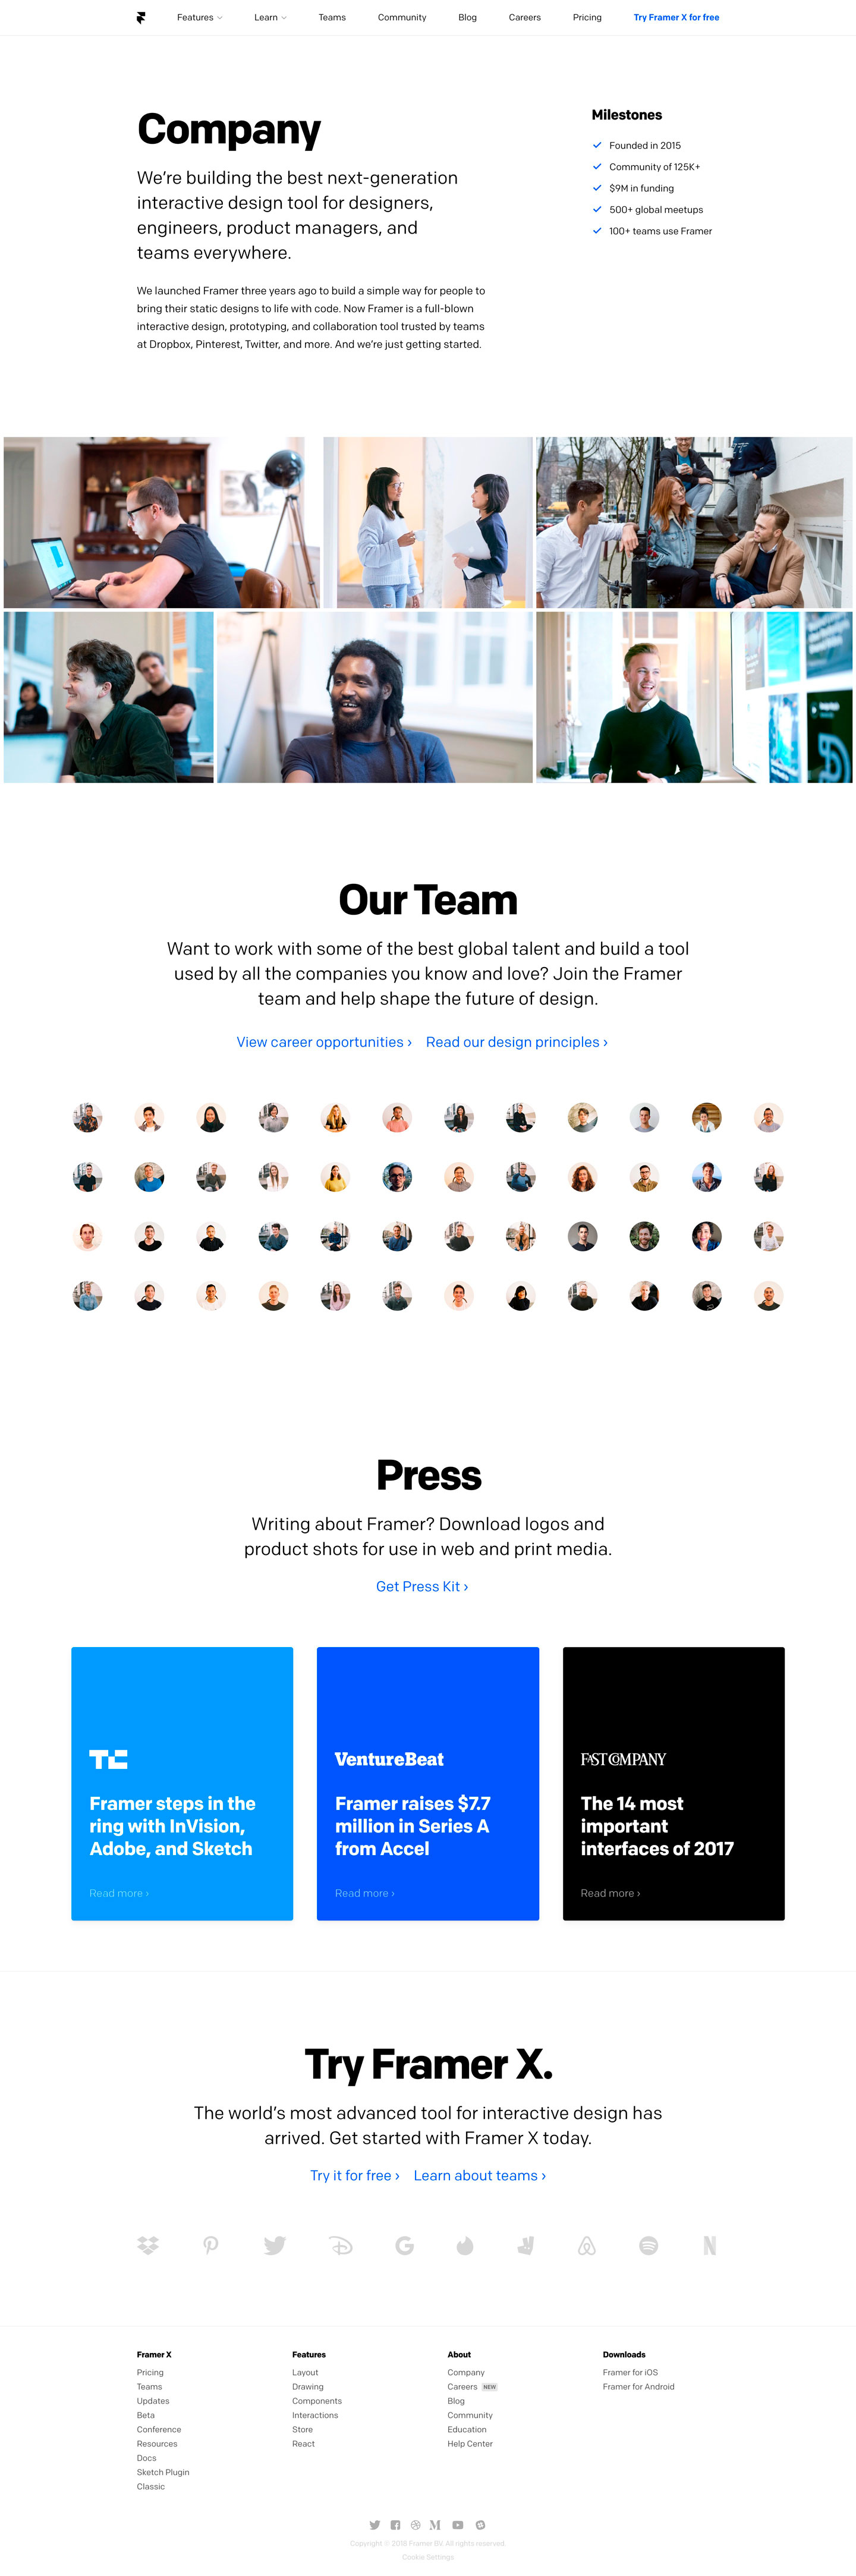 Features
Learn
Teams
Community
Blog
Careers
Pricing
Try Framer X for free
Company
We're building the best next-generation
interactive design tool for designers,
engineers, product managers, and
teams everywhere.
We launched Framer three years ago to build a simple way for people to
bring their static designs to life with code. Now Framer is a full-blown
interactive design, prototyping, and collaboration tool trusted by teams
at Dropbox, Pinterest, Twitter, and more. And we're just getting started.
Milestones
Founded in 2015
Community of 125K+
$9M in funding
500+ global meetups
100+ teams use Framer
Our Team
Want to work with some of the best global talent and build a tool
used by all the companies you know and love? Join the Framer
team and help shape the future of design.
View career opportunities › Read our design principles ›
Press
Writing about Framer? Download logos and
product shots for use in web and print media.
Get Press Kit ›
TC
Framer steps in the
ring with InVision,
Adobe, and Sketch
Read more ›
VentureBeat
Framer raises $7.7
million in Series A
from Accel
Read more ›
FAST COMPANY
The 14 most
important
interfaces of 2017
Read more ›
Try Framer X.
The world's most advanced tool for interactive design has
arrived. Get started with Framer X today.
Try it for free › Learn about teams ›
Framer X
Pricing
Teams
Updates
Beta
Conference
Resources
Docs
Sketch Plugin
Classic
Features
Layout
Drawing
Components
Interactions
Store
React
About
Company
Careers NEW
Blog
Community
Education
Help Center
Downloads
Framer for iOS
Framer for Android
Copyright © 2018 Framer BV. All rights reserved.
Cookie Settings